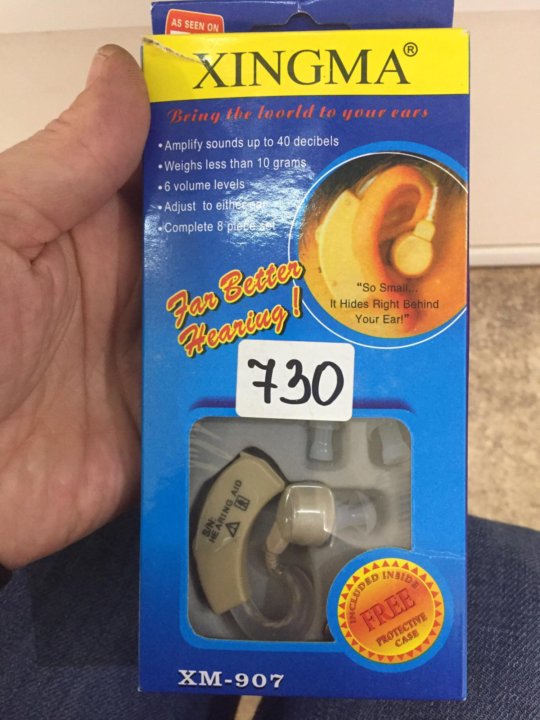 AS SEEN ON
XINGMA®
Bring the world to your ears
• Amplify sounds up to 40 decibels
• Weighs less than 10 grams
• 6 volume levels
• Adjust to either ear
• Complete 8 piece set
"So Small...
It Hides Right Behind
Your Ear!"
Far Better
Hearing!
730
S/N:
HEARING AID
INCLUDED INSIDE
FREE
PROTECTIVE
CASE
XM-907